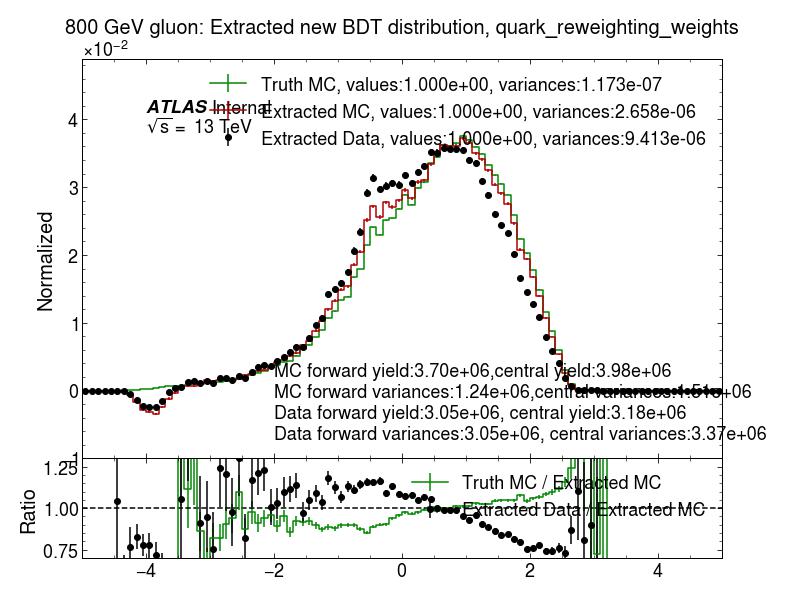 800 GeV gluon: Extracted new BDT distribution, quark_reweighting_weights
×10⁻²
Truth MC, values:1.000e+00, variances:1.173e-07
ATLAS Internal
Extracted MC, values:1.000e+00, variances:2.658e-06
√s = 13 TeV
Extracted Data, values:1.000e+00, variances:9.413e-06
4
3
2
1
0
Normalized
MC forward yield:3.70e+06,central yield:3.98e+06
MC forward variances:1.24e+06,central variances:1.51e+06
Data forward yield:3.05e+06, central yield:3.18e+06
Data forward variances:3.05e+06, central variances:3.37e+06
1.25
1.00
0.75
Ratio
Truth MC / Extracted MC
Extracted Data / Extracted MC
−4 −2 0 2 4